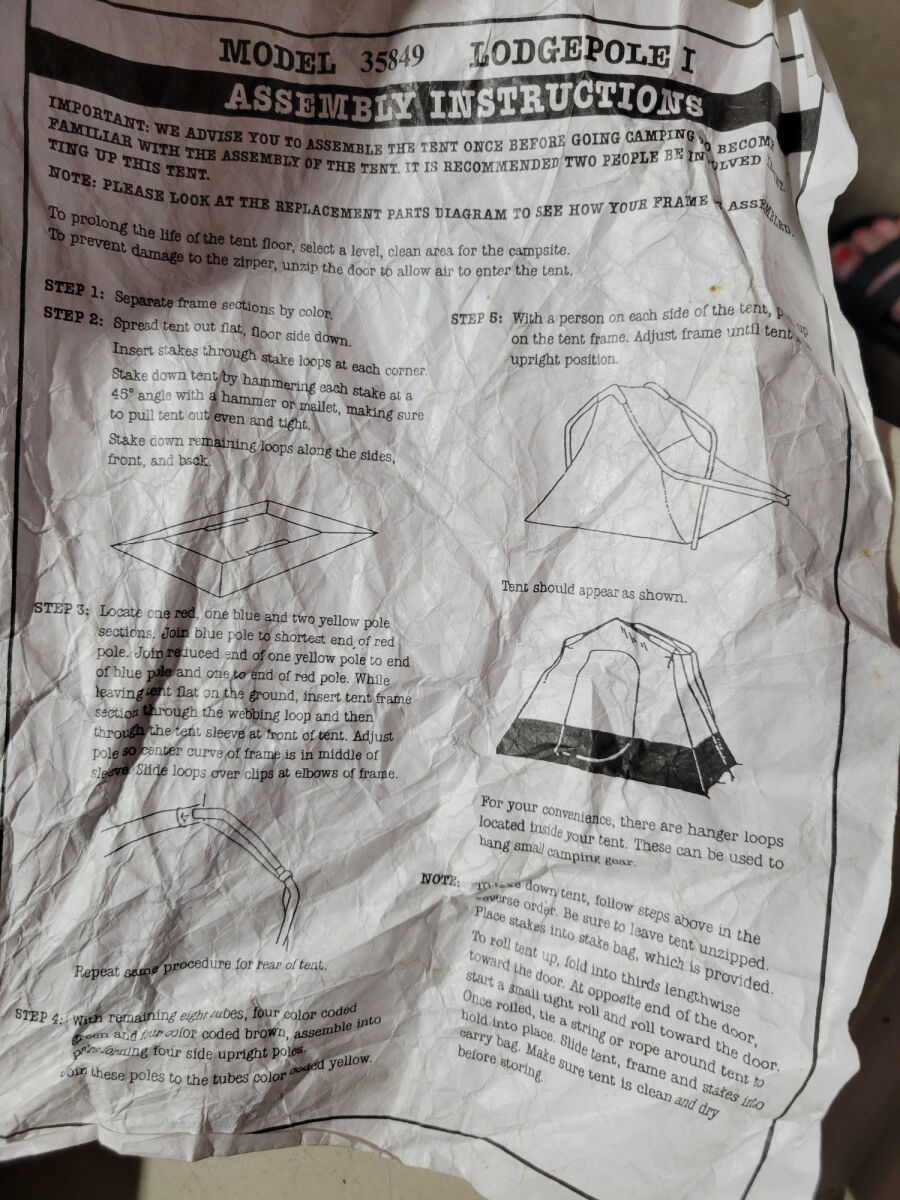 MODEL 35849 LODGEPOLE I
ASSEMBLY INSTRUCTIONS
IMPORTANT: WE ADVISE YOU TO ASSEMBLE THE TENT ONCE BEFORE GOING CAMPING TO BECOME
FAMILIAR WITH THE ASSEMBLY OF THE TENT. IT IS RECOMMENDED TWO PEOPLE BE INVOLVED
TING UP THIS TENT.
NOTE: PLEASE LOOK AT THE REPLACEMENT PARTS DIAGRAM TO SEE HOW YOUR FRAME ASSEMBLED.
To prolong the life of the tent floor, select a level, clean area for the campsite.
To prevent damage to the zipper, unzip the door to allow air to enter the tent.
STEP 1: Separate frame sections by color.
STEP 2: Spread tent out flat, floor side down.
Insert stakes through stake loops at each corner.
Stake down tent by hammering each stake at a
45° angle with a hammer or mallet, making sure
to pull tent out even and tight.
Stake down remaining loops along the sides,
front, and back.
STEP 3: Locate one red, one blue and two yellow pole
sections. Join blue pole to shortest end of red
pole. Join reduced end of one yellow pole to end
of blue pole and one to end of red pole. While
leaving tent flat on the ground, insert tent frame
section through the webbing loop and then
through the tent sleeve at front of tent. Adjust
pole so center curve of frame is in middle of
sleeve. Slide loops over clips at elbows of frame.
Repeat same procedure for rear of tent.
STEP 4: With remaining eight tubes, four color coded
green and four color coded brown, assemble into
pairs forming four side upright poles.
Join these poles to the tubes color coded yellow.
STEP 5: With a person on each side of the tent, up
on the tent frame. Adjust frame until tent
upright position.
Tent should appear as shown.
For your convenience, there are hanger loops
located inside your tent. These can be used to
hang small camping gear.
NOTE: To take down tent, follow steps above in the
reverse order. Be sure to leave tent unzipped.
Place stakes into stake bag, which is provided.
To roll tent up, fold into thirds lengthwise
toward the door. At opposite end of the door,
start a small tight roll and roll toward the door.
Once rolled, tie a string or rope around tent to
hold into place. Slide tent, frame and stakes into
carry bag. Make sure tent is clean and dry
before storing.